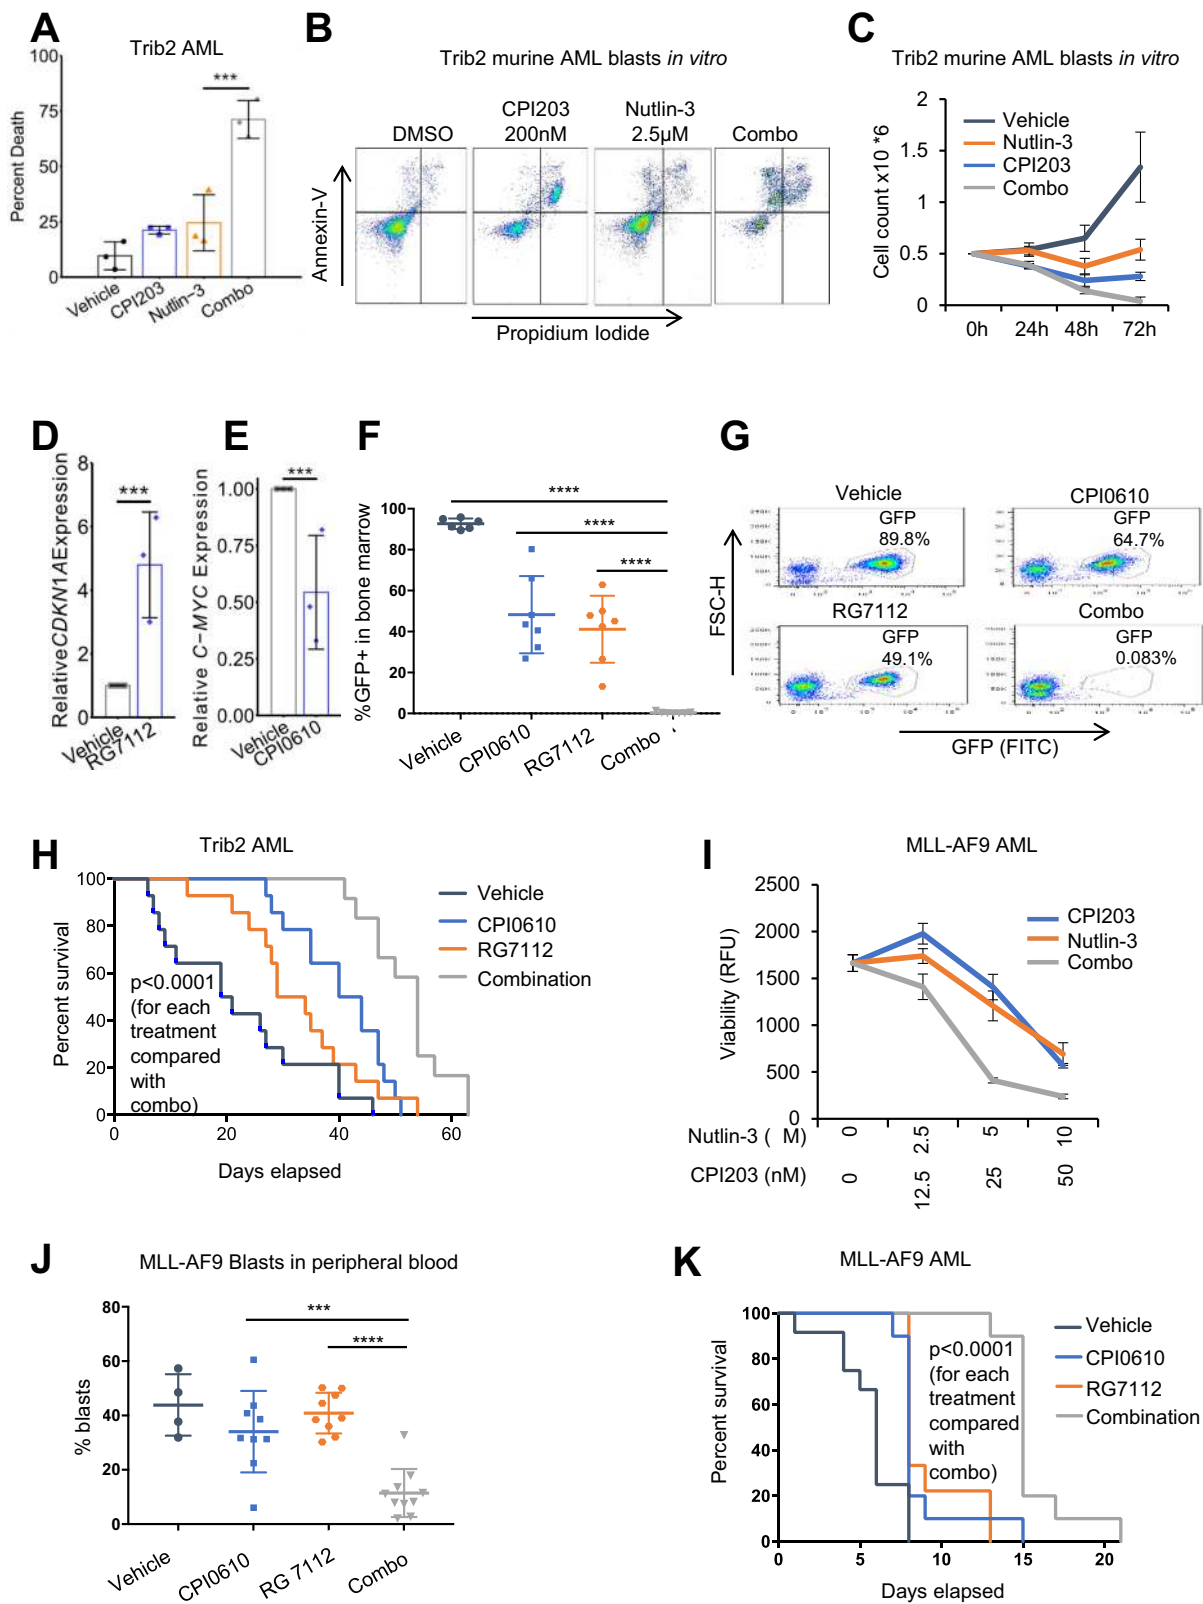 A
Trib2 AML
Percent Death
100
75
50
25
0
***
Vehicle
CPI203
Nutlin-3
Combo
B
Trib2 murine AML blasts in vitro
DMSO
CPI203
200nM
Nutlin-3
2.5µM
Combo
Annexin-V
Propidium Iodide
C
Trib2 murine AML blasts in vitro
Cell count x10 *6
2
1.5
1
0.5
0
Vehicle
Nutlin-3
CPI203
Combo
0h 24h 48h 72h
D
Relative CDKN1A Expression
8
6
4
2
0
***
Vehicle
RG7112
E
Relative C-MYC Expression
1.00
0.75
0.50
0.25
0.00
***
Vehicle
CPI0610
F
%GFP+ in bone marrow
100
80
60
40
20
0
****
****
****
Vehicle
CPI0610
RG7112
Combo
G
Vehicle
GFP
89.8%
CPI0610
GFP
64.7%
RG7112
GFP
49.1%
Combo
GFP
0.083%
FSC-H
GFP (FITC)
H
Trib2 AML
Percent survival
100
80
60
40
20
0
p<0.0001
(for each
treatment
compared
with
combo)
Vehicle
CPI0610
RG7112
Combination
0 20 40 60
Days elapsed
I
MLL-AF9 AML
Viability (RFU)
2500
2000
1500
1000
500
0
CPI203
Nutlin-3
Combo
Nutlin-3 ( M) 0 2.5 5 10
CPI203 (nM) 0 12.5 25 50
J
MLL-AF9 Blasts in peripheral blood
% blasts
80
60
40
20
0
***
****
Vehicle
CPI0610
RG 7112
Combo
K
MLL-AF9 AML
Percent survival
100
80
60
40
20
0
p<0.0001
(for each
treatment
compared
with
combo)
Vehicle
CPI0610
RG7112
Combination
0 5 10 15 20
Days elapsed